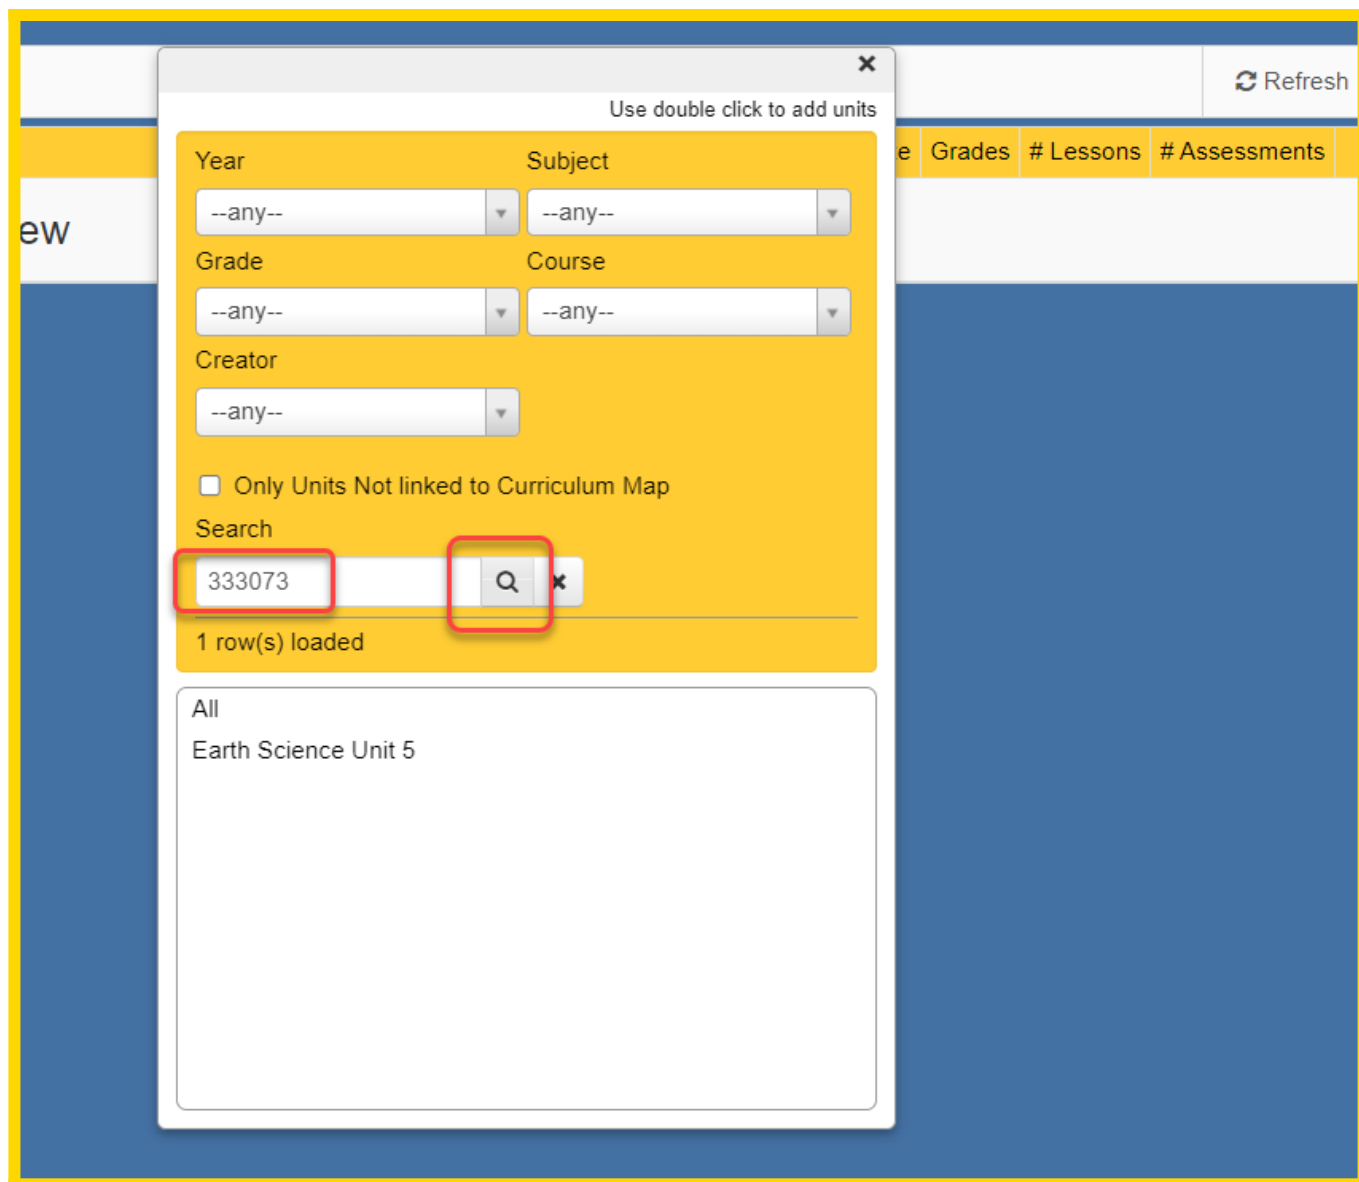 Refresh
Use double click to add units
Grades # Lessons # Assessments
Year Subject
--any-- --any--
ew
Grade Course
--any-- --any--
Creator
--any--
Only Units Not linked to Curriculum Map
Search
333073
1 row(s) loaded
All
Earth Science Unit 5